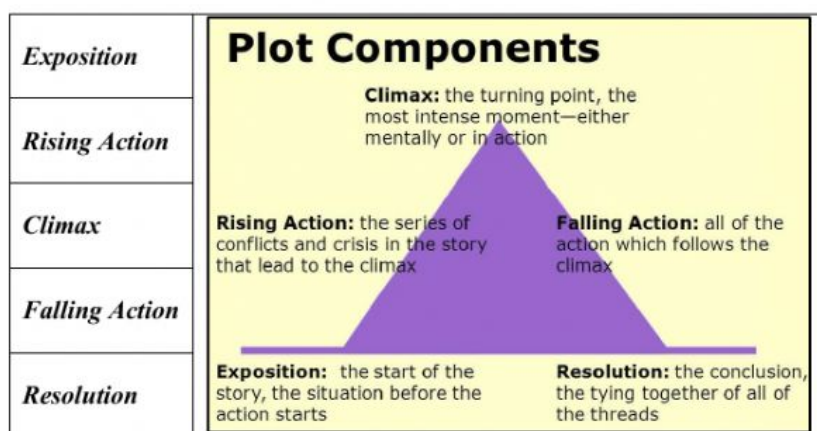 Exposition
Rising Action
Climax
Falling Action
Resolution
Plot Components
Climax: the turning point, the
most intense moment—either
mentally or in action
Rising Action: the series of
conflicts and crisis in the story
that lead to the climax
Falling Action: all of the
action which follows the
climax
Exposition: the start of the
story, the situation before the
action starts
Resolution: the conclusion,
the tying together of all of
the threads